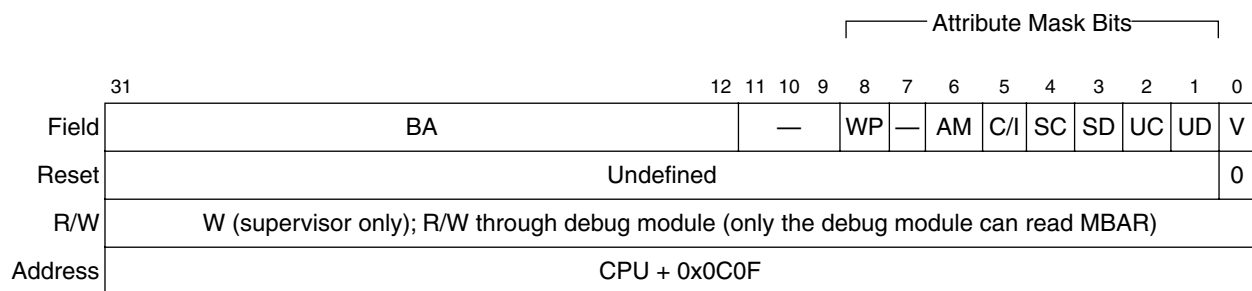 Attribute Mask Bits
31 12 11 10 9 8 7 6 5 4 3 2 1 0
Field BA — WP — AM C/I SC SD UC UD V
Reset Undefined 0
R/W W (supervisor only); R/W through debug module (only the debug module can read MBAR)
Address CPU + 0x0C0F